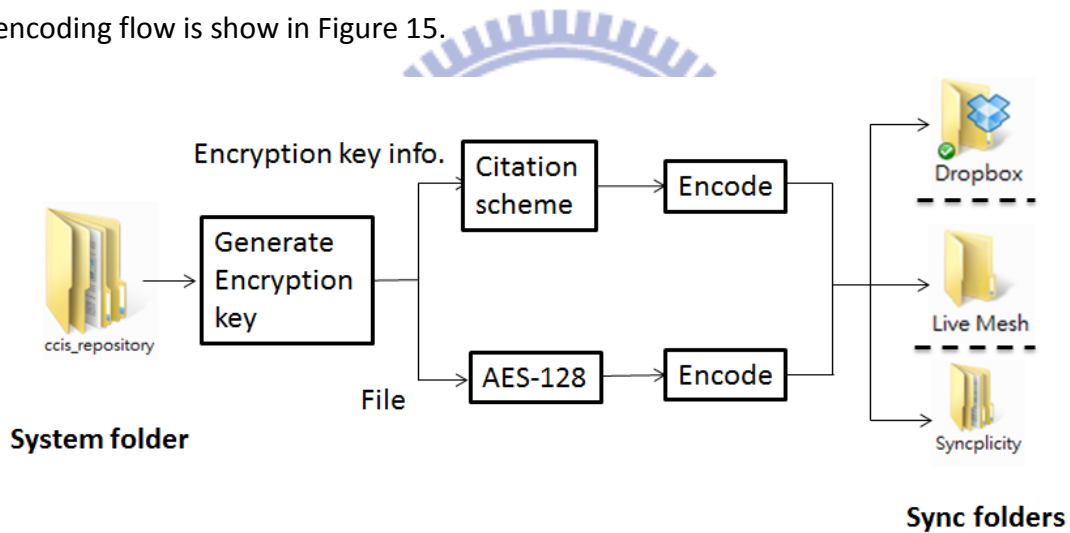 encoding flow is show in Figure 15.
Encryption key info.
Citation
scheme
Encode
Dropbox
Generate
Encryption
key
ccis_repository
Live Mesh
AES-128
Encode
File
System folder
Syncplicity
Sync folders